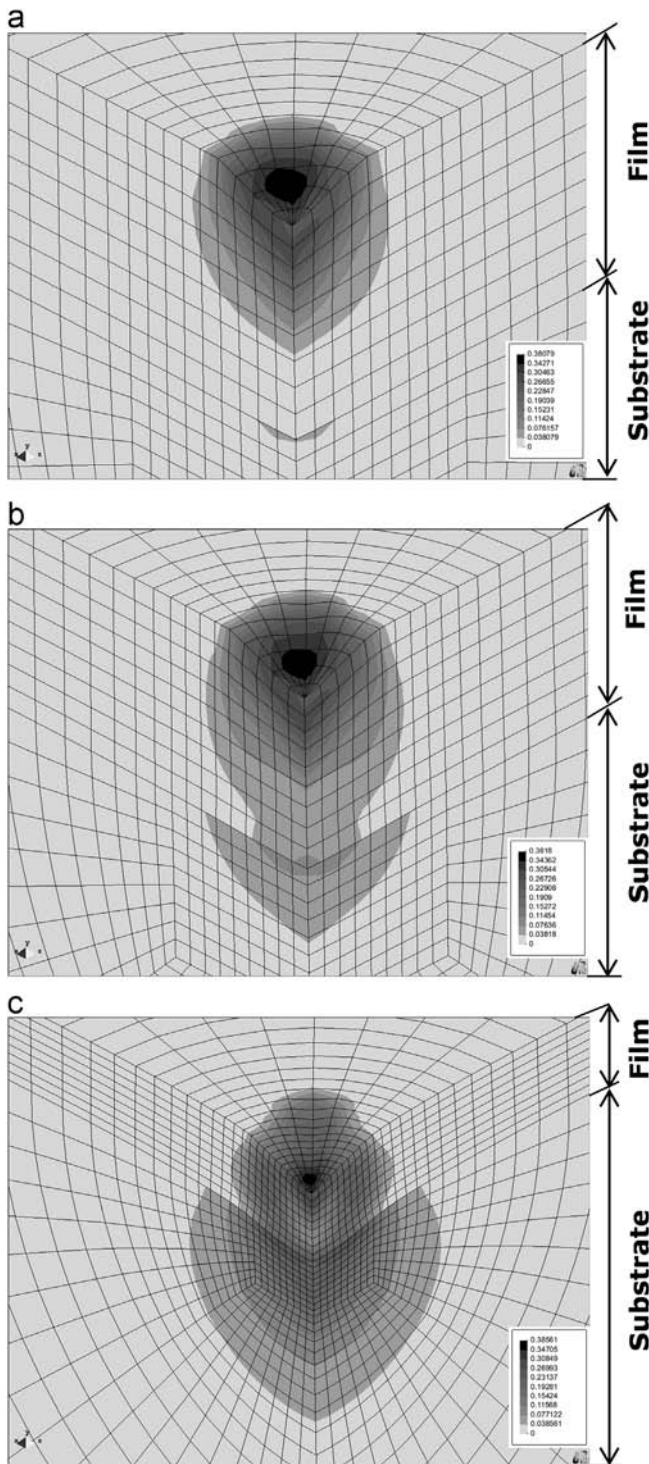 a
Film
Substrate
0.38079
0.34271
0.30463
0.26655
0.22847
0.19039
0.15231
0.11424
0.076157
0.038079
0
y
x
b
Film
Substrate
0.3818
0.34362
0.30544
0.26726
0.22908
0.1909
0.15272
0.11454
0.07636
0.03818
0
y
x
c
Film
Substrate
0.38561
0.34705
0.30849
0.26993
0.23137
0.19281
0.15424
0.11568
0.077122
0.038561
0
y
x